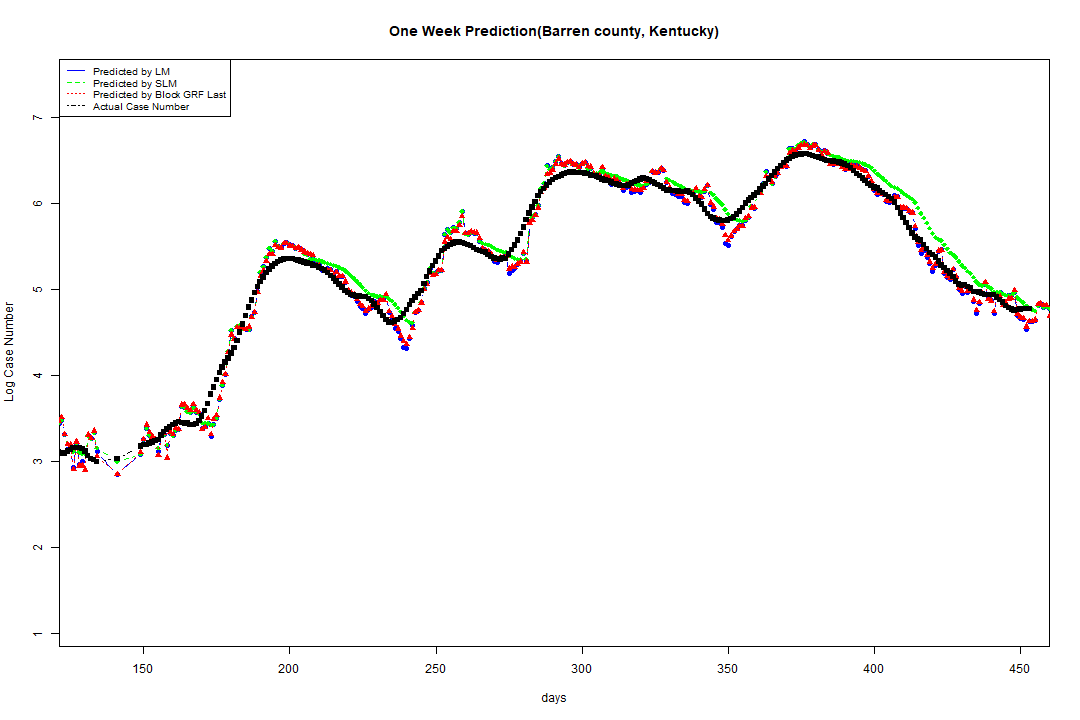 One Week Prediction(Barren county, Kentucky)
Predicted by LM
Predicted by SLM
Predicted by Block GRF Last
Actual Case Number
7
6
5
4
3
2
1
Log Case Number
150 200 250 300 350 400 450
days